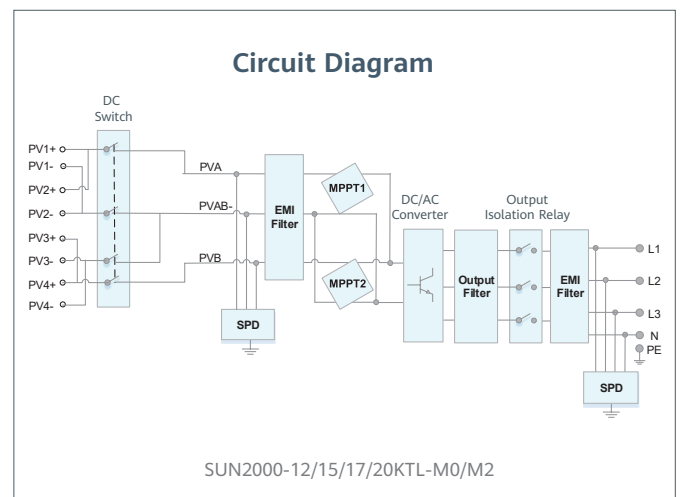 Circuit Diagram
DC
Switch
PV1+
PV1-
PV2+
PV2-
PV3+
PV3-
PV4+
PV4-
PVA
PVAB-
PVB
EMI
Filter
SPD
MPPT1
MPPT2
DC/AC
Converter
Output
Filter
Output
Isolation Relay
EMI
Filter
L1
L2
L3
N
PE
SPD
SUN2000-12/15/17/20KTL-M0/M2